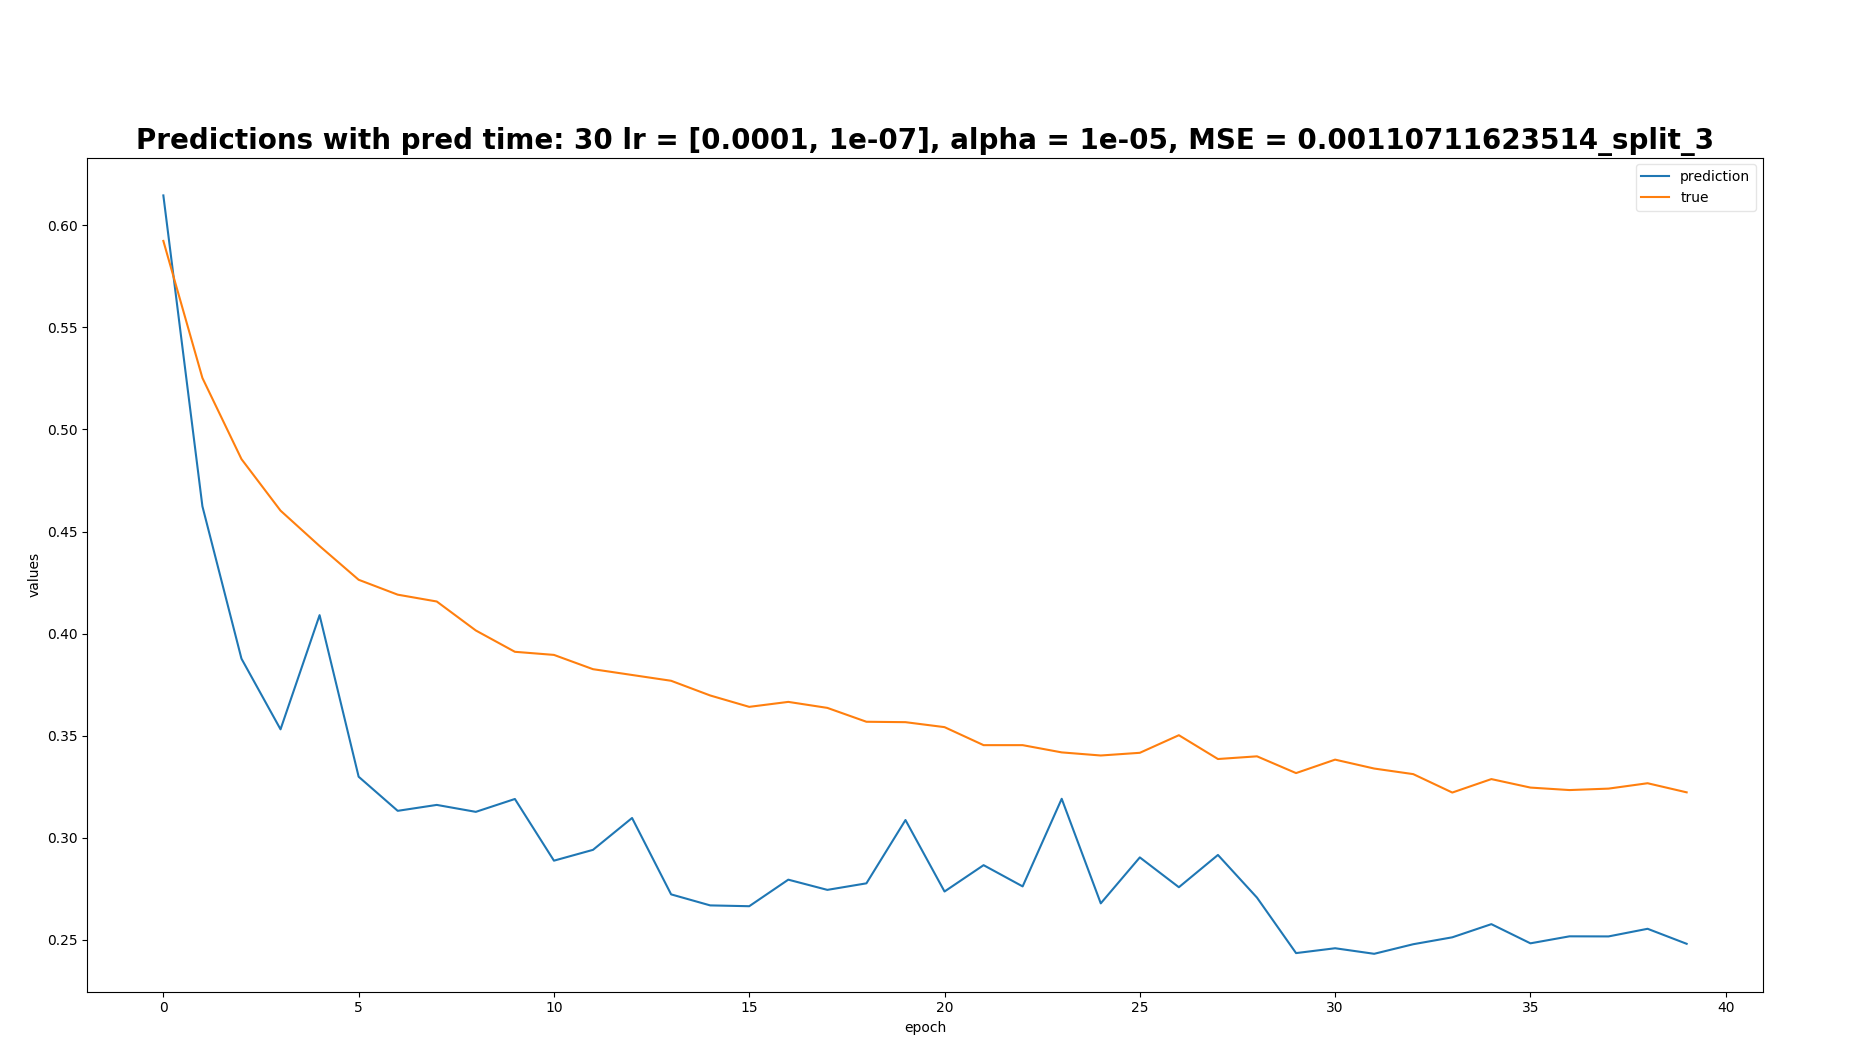 Predictions with pred time: 30 lr = [0.0001, 1e-07], alpha = 1e-05, MSE = 0.00110711623514_split_3
prediction
true
0.60
0.55
0.50
0.45
0.40
0.35
0.30
0.25
values
0 5 10 15 20 25 30 35 40
epoch